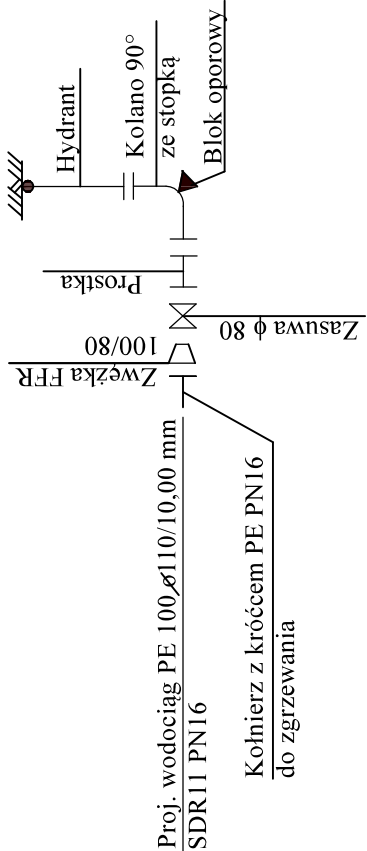 Hydrant
Kolano 90°
ze stopką
Blok oporowy
Prostka
Zwężka FFR
100/80
Zasuwa ϕ 80
Proj. wodociąg PE 100 ø110/10,00 mm
SDR11 PN16
Kołnierz z króćcem PE PN16
do zgrzewania